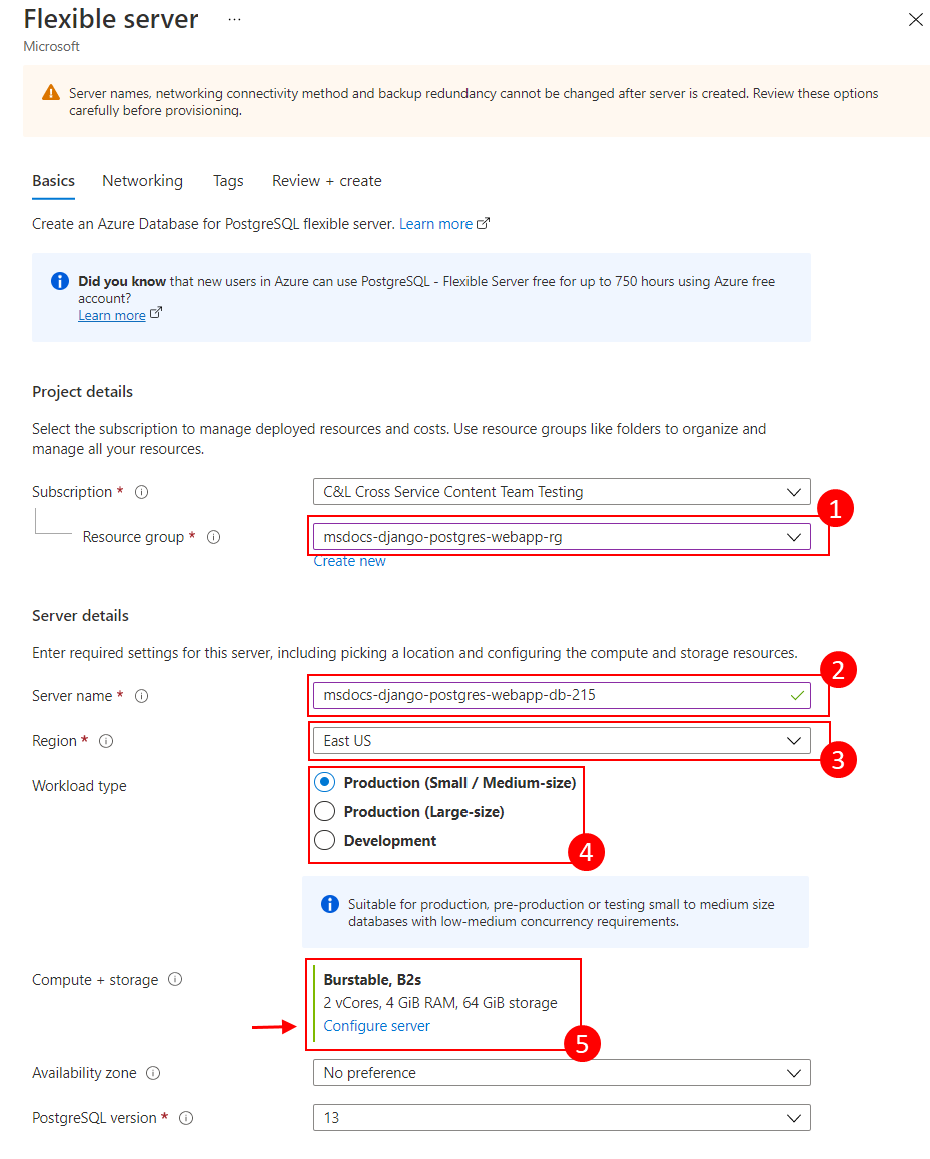 Flexible server ...
Microsoft
Server names, networking connectivity method and backup redundancy cannot be changed after server is created. Review these options
carefully before provisioning.
Basics Networking Tags Review + create
Create an Azure Database for PostgreSQL flexible server. Learn more
Did you know that new users in Azure can use PostgreSQL - Flexible Server free for up to 750 hours using Azure free
account?
Learn more
Project details
Select the subscription to manage deployed resources and costs. Use resource groups like folders to organize and
manage all your resources.
Subscription * C&L Cross Service Content Team Testing
1
Resource group * msdocs-django-postgres-webapp-rg
Create new
Server details
Enter required settings for this server, including picking a location and configuring the compute and storage resources.
2
Server name * msdocs-django-postgres-webapp-db-215
Region * East US
3
Workload type Production (Small / Medium-size)
Production (Large-size)
Development
4
Suitable for production, pre-production or testing small to medium size
databases with low-medium concurrency requirements.
Compute + storage Burstable, B2s
2 vCores, 4 GiB RAM, 64 GiB storage
Configure server
5
Availability zone No preference
PostgreSQL version * 13